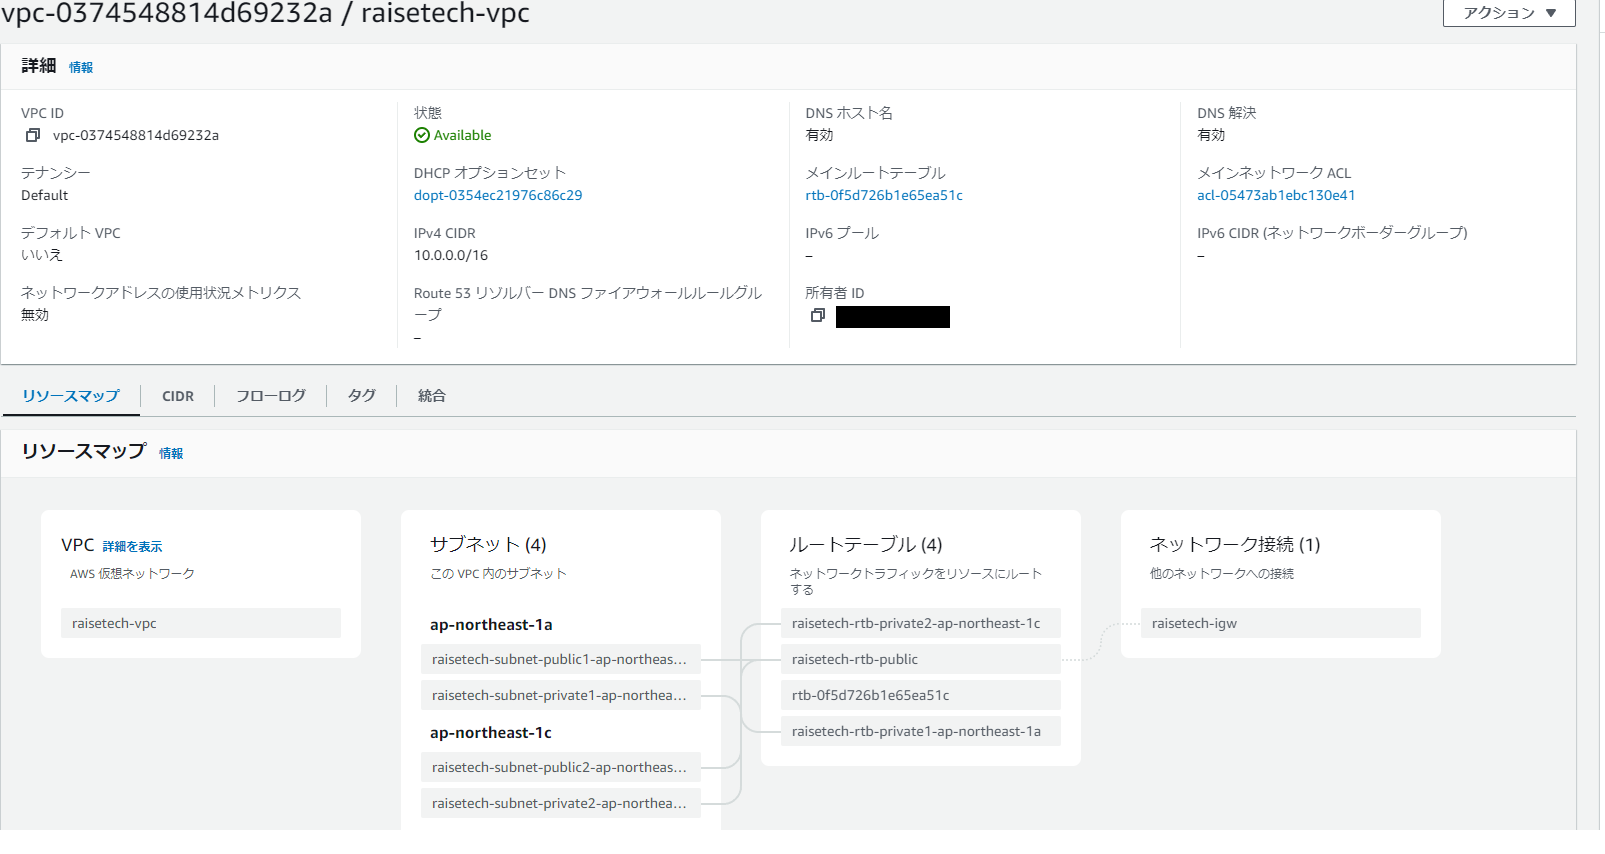 vpc-0374548814d69232a / raisetech-vpc
アクション ▼
詳細 情報
VPC ID
vpc-0374548814d69232a
状態
Available
DNS ホスト名
有効
DNS 解決
有効
テナンシー
Default
DHCP オプションセット
dopt-0354ec21976c86c29
メインルートテーブル
rtb-0f5d726b1e65ea51c
メインネットワーク ACL
acl-05473ab1ebc130e41
デフォルト VPC
いいえ
IPv4 CIDR
10.0.0.0/16
IPv6 プール
–
IPv6 CIDR (ネットワークボーダーグループ)
–
ネットワークアドレスの使用状況メトリクス
無効
Route 53 リゾルバー DNS ファイアウォールルールグル
ープ
–
所有者 ID
リソースマップ
CIDR
フローログ
タグ
統合
リソースマップ 情報
VPC 詳細を表示
AWS 仮想ネットワーク
raisetech-vpc
サブネット (4)
この VPC 内のサブネット
ap-northeast-1a
raisetech-subnet-public1-ap-northeas...
raisetech-subnet-private1-ap-northea...
ap-northeast-1c
raisetech-subnet-public2-ap-northeas...
raisetech-subnet-private2-ap-northea...
ルートテーブル (4)
ネットワークトラフィックをリソースにルート
する
raisetech-rtb-private2-ap-northeast-1c
raisetech-rtb-public
rtb-0f5d726b1e65ea51c
raisetech-rtb-private1-ap-northeast-1a
ネットワーク接続 (1)
他のネットワークへの接続
raisetech-igw